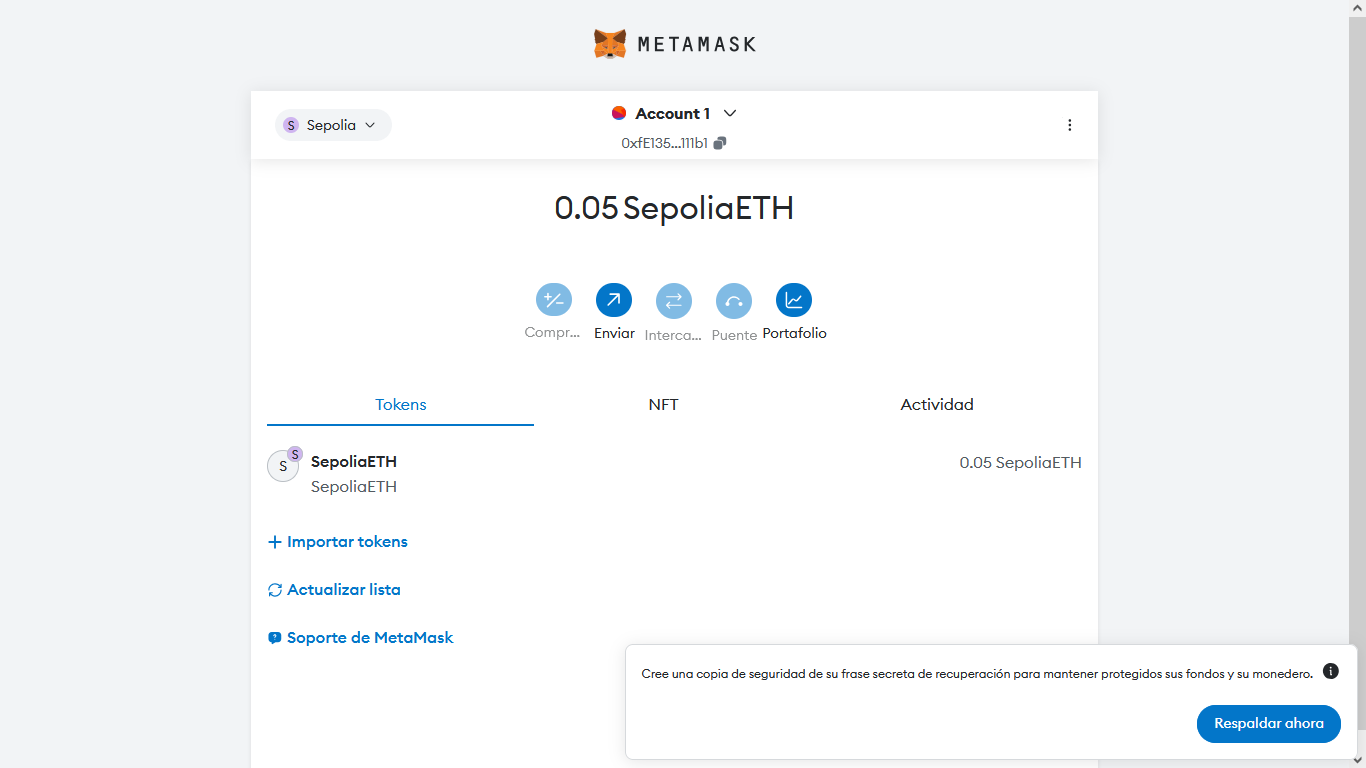 METAMASK
S Sepolia
Account 1
0xfE135...111b1
0.05 SepoliaETH
Compr... Enviar Interca... Puente Portafolio
Tokens NFT Actividad
S S SepoliaETH 0.05 SepoliaETH
SepoliaETH
Importar tokens
Actualizar lista
Soporte de MetaMask
Cree una copia de seguridad de su frase secreta de recuperación para mantener protegidos sus fondos y su monedero.
Respaldar ahora